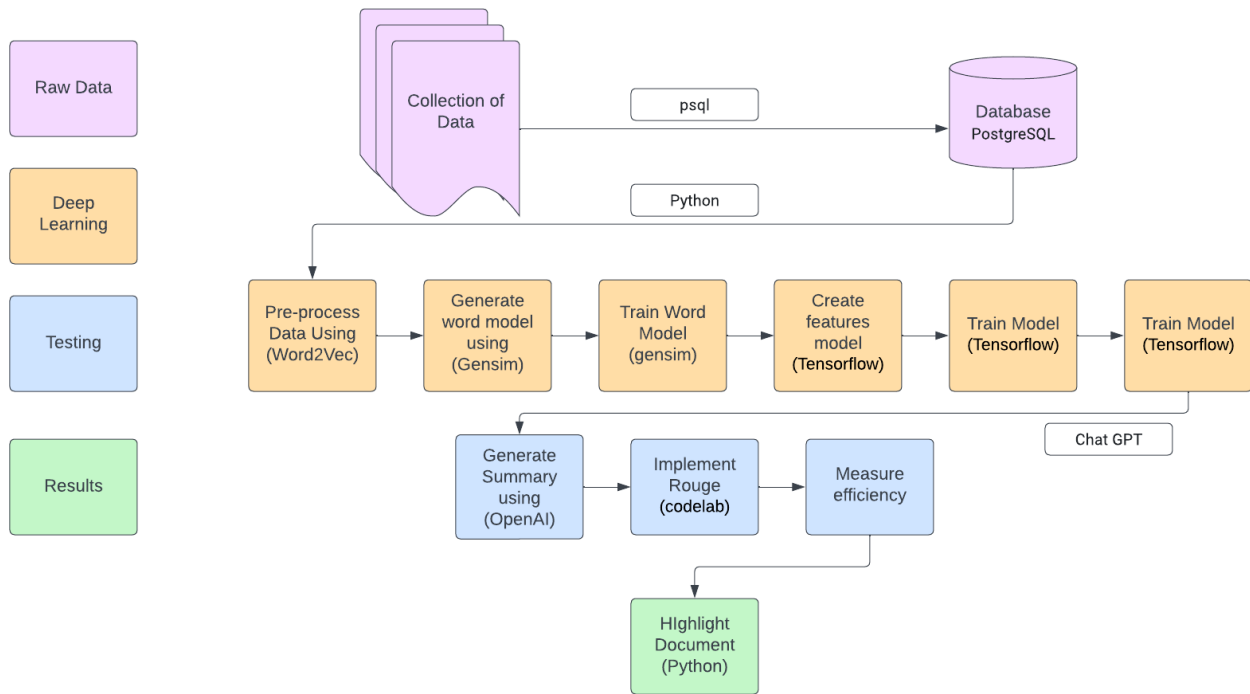 Raw Data
Deep
Learning
Testing
Results
Collection of
Data
psql
Database
PostgreSQL
Python
Pre-process
Data Using
(Word2Vec)
Generate
word model
using
(Gensim)
Train Word
Model
(gensim)
Create
features
model
(Tensorflow)
Train Model
(Tensorflow)
Train Model
(Tensorflow)
Chat GPT
Generate
Summary
using
(OpenAI)
Implement
Rouge
(codelab)
Measure
efficiency
HIghlight
Document
(Python)